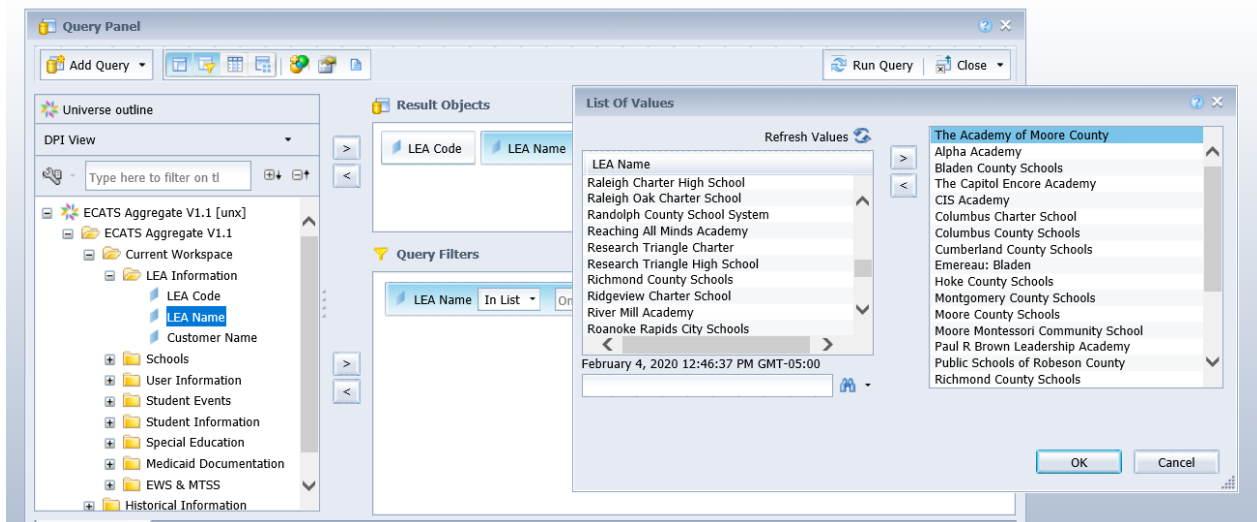 Query Panel
Add Query
Run Query
Close
Universe outline
DPI View
Type here to filter on tl
ECATS Aggregate V1.1 [unx]
ECATS Aggregate V1.1
Current Workspace
LEA Information
LEA Code
LEA Name
Customer Name
Schools
User Information
Student Events
Student Information
Special Education
Medicaid Documentation
EWS & MTSS
Historical Information
>
<
>
<
Result Objects
LEA Code
LEA Name
Query Filters
LEA Name In List On
List Of Values
Refresh Values
LEA Name
Raleigh Charter High School
Raleigh Oak Charter School
Randolph County School System
Reaching All Minds Academy
Research Triangle Charter
Research Triangle High School
Richmond County Schools
Ridgeview Charter School
River Mill Academy
Roanoke Rapids City Schools
February 4, 2020 12:46:37 PM GMT-05:00
>
<
The Academy of Moore County
Alpha Academy
Bladen County Schools
The Capitol Encore Academy
CIS Academy
Columbus Charter School
Columbus County Schools
Cumberland County Schools
Emereau: Bladen
Hoke County Schools
Montgomery County Schools
Moore County Schools
Moore Montessori Community School
Paul R Brown Leadership Academy
Public Schools of Robeson County
Richmond County Schools
OK
Cancel